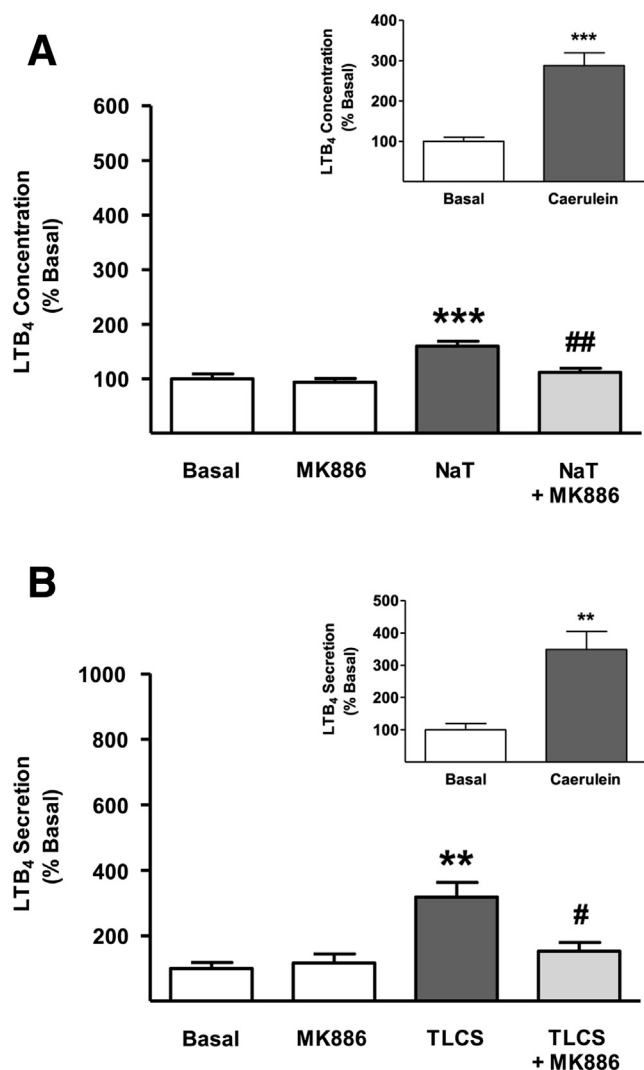 A
LTB4 Concentration
(% Basal)
600
500
400
300
200
100
Basal
MK886
NaT
NaT
+ MK886
***
##
LTB4 Concentration
(% Basal)
400
300
200
100
Basal
Caerulein
***
B
LTB4 Secretion
(% Basal)
1000
800
600
400
200
Basal
MK886
TLCS
TLCS
+ MK886
**
#
LTB4 Secretion
(% Basal)
500
400
300
200
100
Basal
Caerulein
**